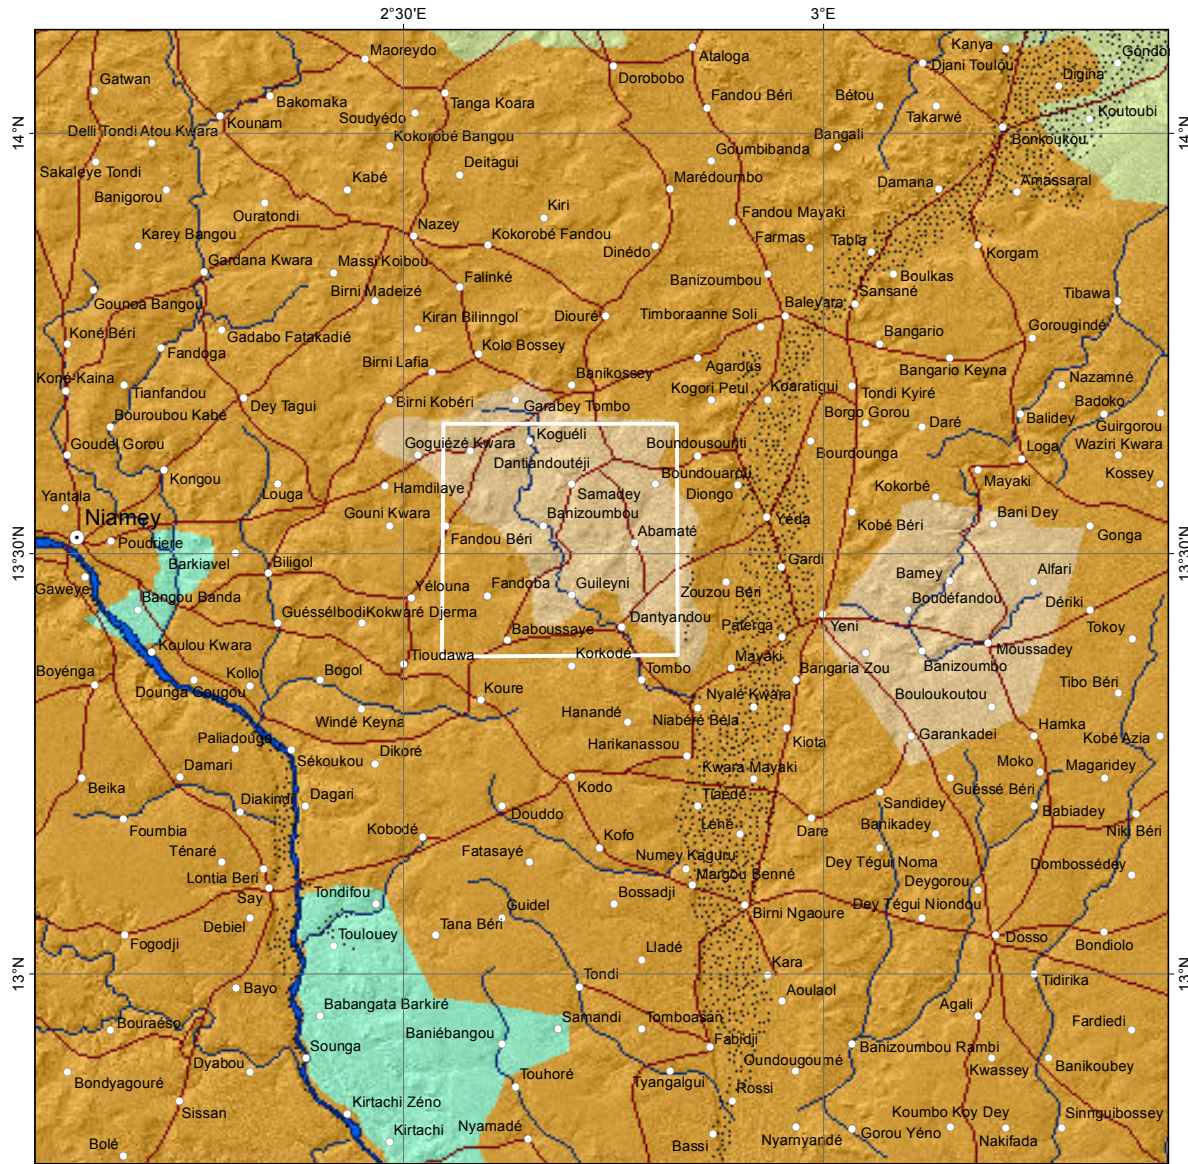 2°30'E
3°E
Maoreydo
Ataloga
Kanya
Djani Toulou
Digina
Gatwan
Dorobobo
Bakomaka
Tanga Koara
Fandou Béri
Bétou
Takarwé
Koutoubi
Kounam
Soudyédo
14°N
14°N
Delli Tondi Atou Kwara
Kokorobé Bangou
Bangali
Bonkoukou
Goumbibanda
Sakaleye Tondi
Deitagui
Banigorou
Kabé
Marédoumbo
Damana
Amassaral
Ouratondi
Kiri
Fandou Mayaki
Karey Bangou
Nazey
Kokorobé Fandou
Dinédo
Farmas
Tabla
Korgam
Gardana Kwara
Massi Koibou
Falinké
Banizoumbou
Boulkas
Gounoa Bangou
Birni Madeizé
Sansané
Tibawa
Baleyara
Kiran Bilinngol
Diouré
Timboraanne Soli
Koné Béri
Gadabo Fatakadié
Bangario
Gorouginde
Fandoga
Kolo Bossey
Birni Lafia
Agardus
Bangario Keyna
Koné-Kaina
Tianfandou
Banikossey
Kogori Peul
Koaratigui
Tondi Kyiré
Nazamné
Dey Tagui
Birni Kobéri
Garabey Tombo
Bouroubou Kabé
Borgo Gorou
Daré
Balidey
Badoko
Guirgorou
Goudel Gorou
Goguiézé Kwara
Koguéli
Boundousounti
Bourdounga
Loga
Waziri Kwara
Dantiandoutéji
Boundouarou
Kongou
Louga
Hamdilaye
Samadey
Diongo
Kokorbé
Mayaki
Kossey
Yantala
Niamey
Gouni Kwara
Banizoumbou
Abamaté
Yéda
Kobé Béri
Bani Dey
Gonga
Poudriere
Fandou Béri
13°30'N
13°30'N
Barkiavel
Biligol
Gardi
Gaweye
Bangou Banda
Yélouna
Fandoba
Guileyni
Zouzou Béri
Bamey
Alfari
Guéssélbodi
Kokwaré Djerma
Boudéfandou
Dériki
Koulou Kwara
Baboussaye
Dantyandou
Paterga
Yeni
Tokoy
Boyénga
Kollo
Bogol
Tioudawa
Korkodé
Tombo
Mayaki
Bangaria Zou
Banizoumbo
Moussadey
Dounga Gougou
Koure
Nyalé Kwara
Bouloukoutou
Tibo Béri
Windé Keyna
Hanandé
Niabéré Béla
Paliadouga
Dikoré
Harikanassou
Kiota
Garankadei
Hamka
Kobé Azia
Sékoukou
Damari
Kwara Mayaki
Moko
Magaridey
Beika
Diakindi
Dagari
Kodo
Tiaédé
Guéssé Béri
Foumbia
Kobodé
Douddo
Léné
Dare
Sandidey
Banikadey
Babiadey
Niki Béri
Ténaré
Fatasayé
Kofo
Numey Kaguru
Dey Tégui Noma
Dombossédey
Lontia Beri
Margou Benné
Say
Tondifou
Bossadji
Deygorou
Debiel
Guidel
Birni Ngaoure
Dey Tégui Niondou
Fogodji
Toulouey
Tana Béri
Lladé
Dosso
Bondiolo
13°N
13°N
Bayo
Tondi
Kara
Tidirika
Babangata Barkiré
Aoulaol
Agali
Bouraéso
Baniébangou
Samandi
Tomboasan
Fardiedi
Sounga
Fabidji
Banizoumbou Rambi
Dyabou
Oundougoumé
Kwassey
Banikoubey
Bondyagouré
Touhoré
Tyangalgui
Rossi
Sissan
Kirtachi Zéno
Koumbo Koy Dey
Sinnguibossey
Bolé
Kirtachi
Nyamadé
Bassi
Nyarnyandé
Gorou Yéno
Nakifada